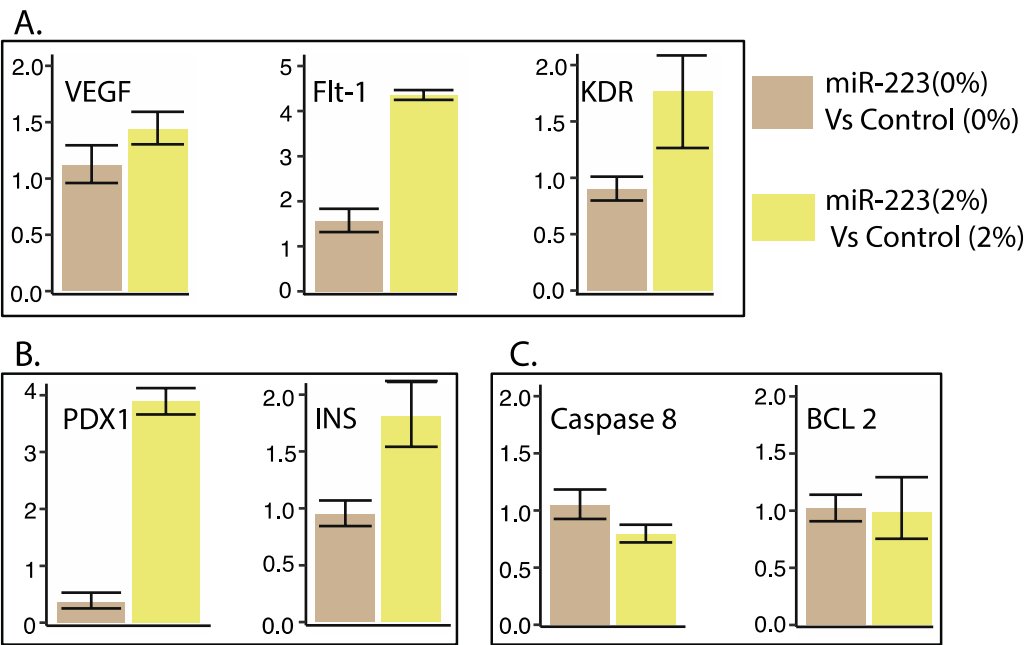 A.
VEGF
2.0
1.5
1.0
0.5
0.0
Flt-1
5
4
3
2
1
0
KDR
2.0
1.5
1.0
0.5
0.0
miR-223(0%)
Vs Control (0%)
miR-223(2%)
Vs Control (2%)
B.
PDX1
4
3
2
1
0
INS
2.0
1.5
1.0
0.5
0.0
C.
Caspase 8
2.0
1.5
1.0
0.5
0.0
BCL 2
2.0
1.5
1.0
0.5
0.0